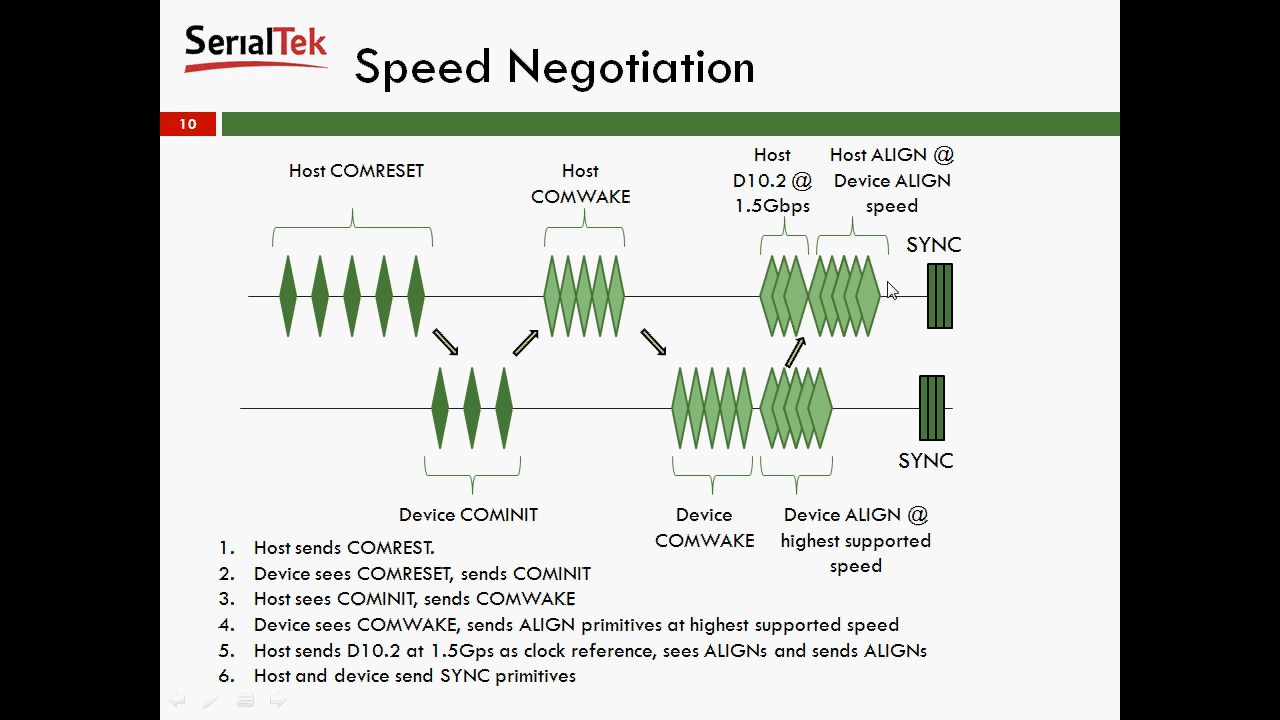 SerialTek
Speed Negotiation
10
Host COMRESET
Host
COMWAKE
Host
D10.2 @
1.5Gbps
Host ALIGN @
Device ALIGN
speed
SYNC
SYNC
Device COMINIT
Device
COMWAKE
Device ALIGN @
highest supported
speed
1. Host sends COMREST.
2. Device sees COMRESET, sends COMINIT
3. Host sees COMINIT, sends COMWAKE
4. Device sees COMWAKE, sends ALIGN primitives at highest supported speed
5. Host sends D10.2 at 1.5Gps as clock reference, sees ALIGNs and sends ALIGNs
6. Host and device send SYNC primitives